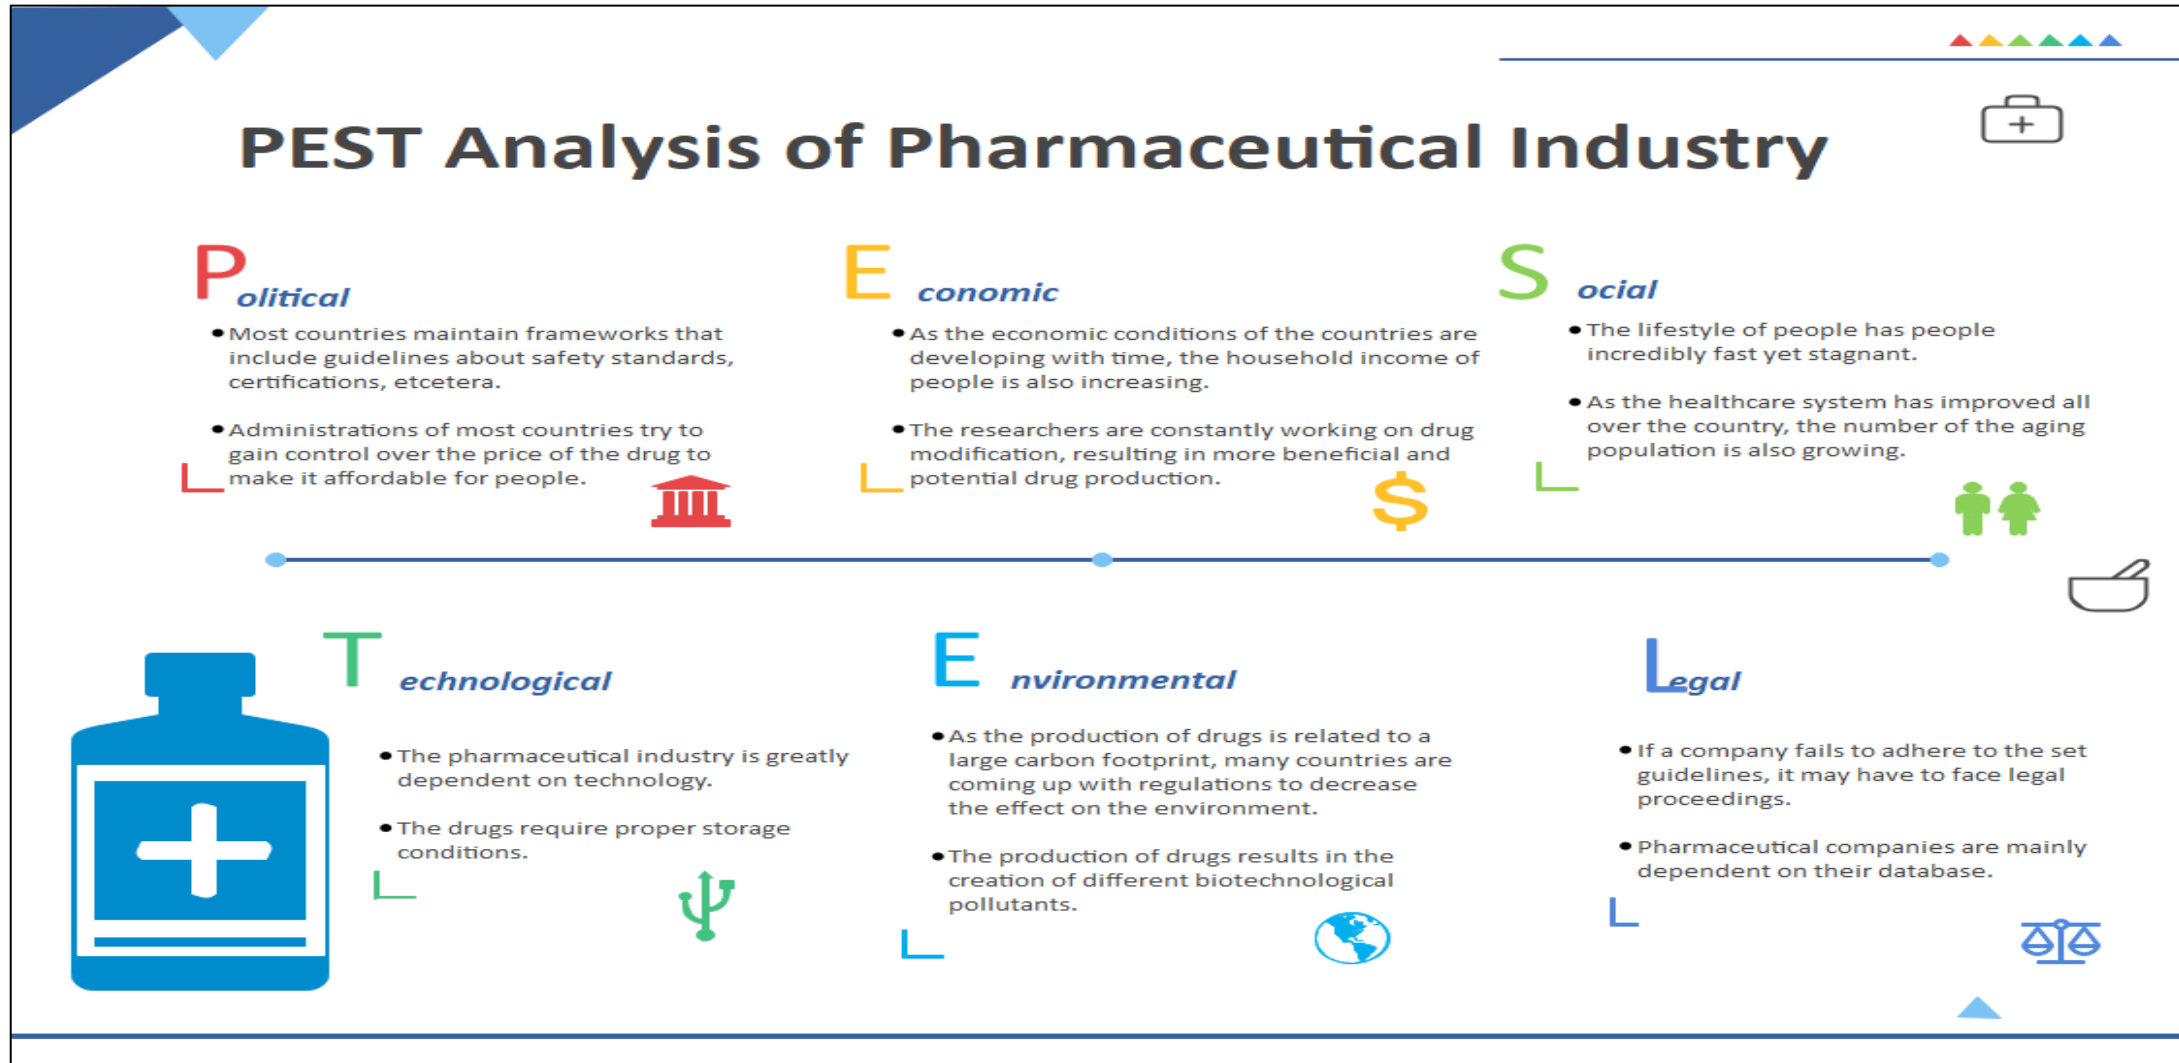 PEST Analysis of Pharmaceutical Industry
Political
Most countries maintain frameworks that
include guidelines about safety standards,
certifications, etcetera.
Administrations of most countries try to
gain control over the price of the drug to
make it affordable for people.
Economic
As the economic conditions of the countries are
developing with time, the household income of
people is also increasing.
The researchers are constantly working on drug
modification, resulting in more beneficial and
potential drug production.
Social
The lifestyle of people has people
incredibly fast yet stagnant.
As the healthcare system has improved all
over the country, the number of the aging
population is also growing.
Technological
The pharmaceutical industry is greatly
dependent on technology.
The drugs require proper storage
conditions.
Environmental
As the production of drugs is related to a
large carbon footprint, many countries are
coming up with regulations to decrease
the effect on the environment.
The production of drugs results in the
creation of different biotechnological
pollutants.
Legal
If a company fails to adhere to the set
guidelines, it may have to face legal
proceedings.
Pharmaceutical companies are mainly
dependent on their database.